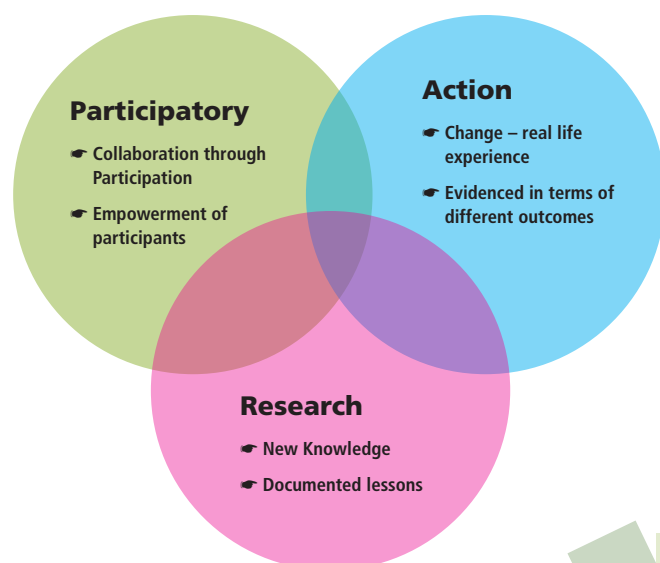 Participatory
☛ Collaboration through
Participation
☛ Empowerment of
participants
Action
☛ Change – real life
experience
☛ Evidenced in terms of
different outcomes
Research
☛ New Knowledge
☛ Documented lessons